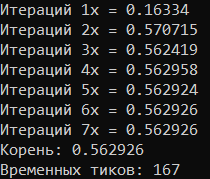 Итераций 1x = 0.16334
Итераций 2x = 0.570715
Итераций 3x = 0.562419
Итераций 4x = 0.562958
Итераций 5x = 0.562924
Итераций 6x = 0.562926
Итераций 7x = 0.562926
Корень: 0.562926
Временных тиков: 167